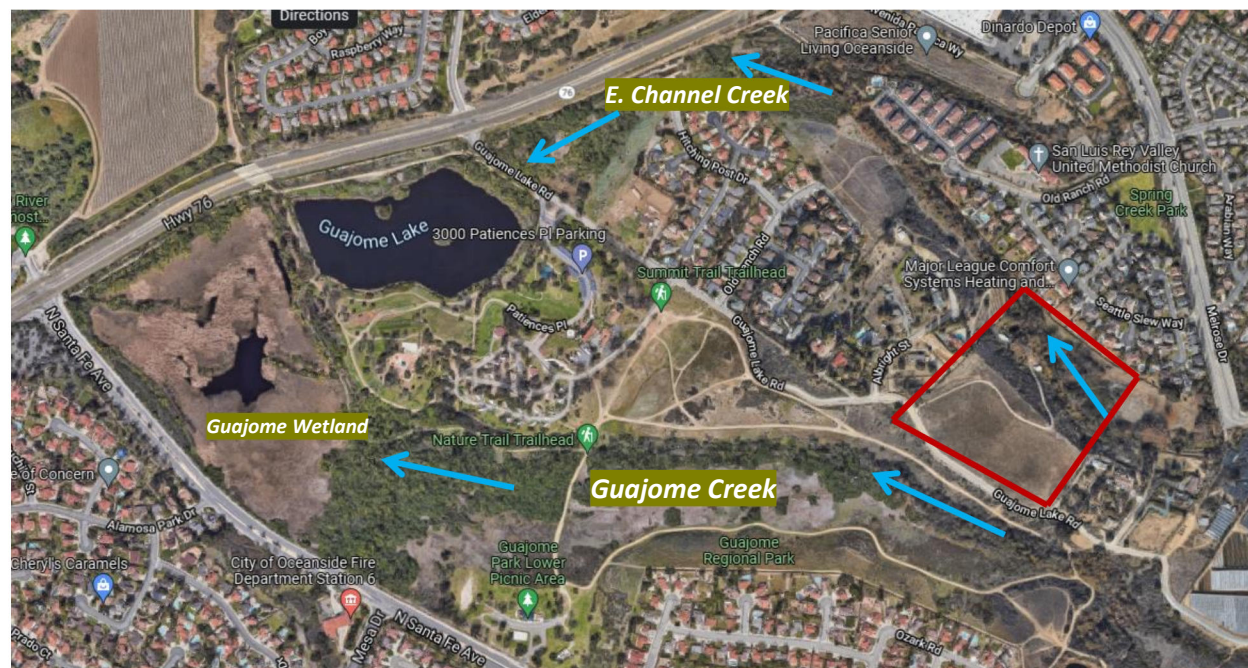 Directions
Raspberry Way
Pacifica Senior
Living Oceanside
Dinardo Depot
E. Channel Creek
76
Hitching Post Dr
San Luis Rey Valley
United Methodist Church
Guajome Lake Rd
Old Ranch Rd
Spring
Creek Park
Arabian Way
River
Hwy 76
Guajome Lake
3000 Patiences Pl Parking
P
Summit Trail Trailhead
Old Ranch Rd
Major League Comfort
Systems Heating and...
Seattle Slew Way
Melrose Dr
N Santa Fe Ave
Patiences Pl
Guajome Lake Rd
Albright St
Guajome Wetland
Nature Trail Trailhead
e of Concern
Guajome Creek
Guajome Lake Rd
Alamosa Park Dr
Guajome
Regional Park
Cheryl's Caramels
City of Oceanside Fire
Department Station 6
Guajome
Park Lower
Picnic Area
Mesa Dr
N Santa Fe Ave
Ozark Rd
Prado Ct